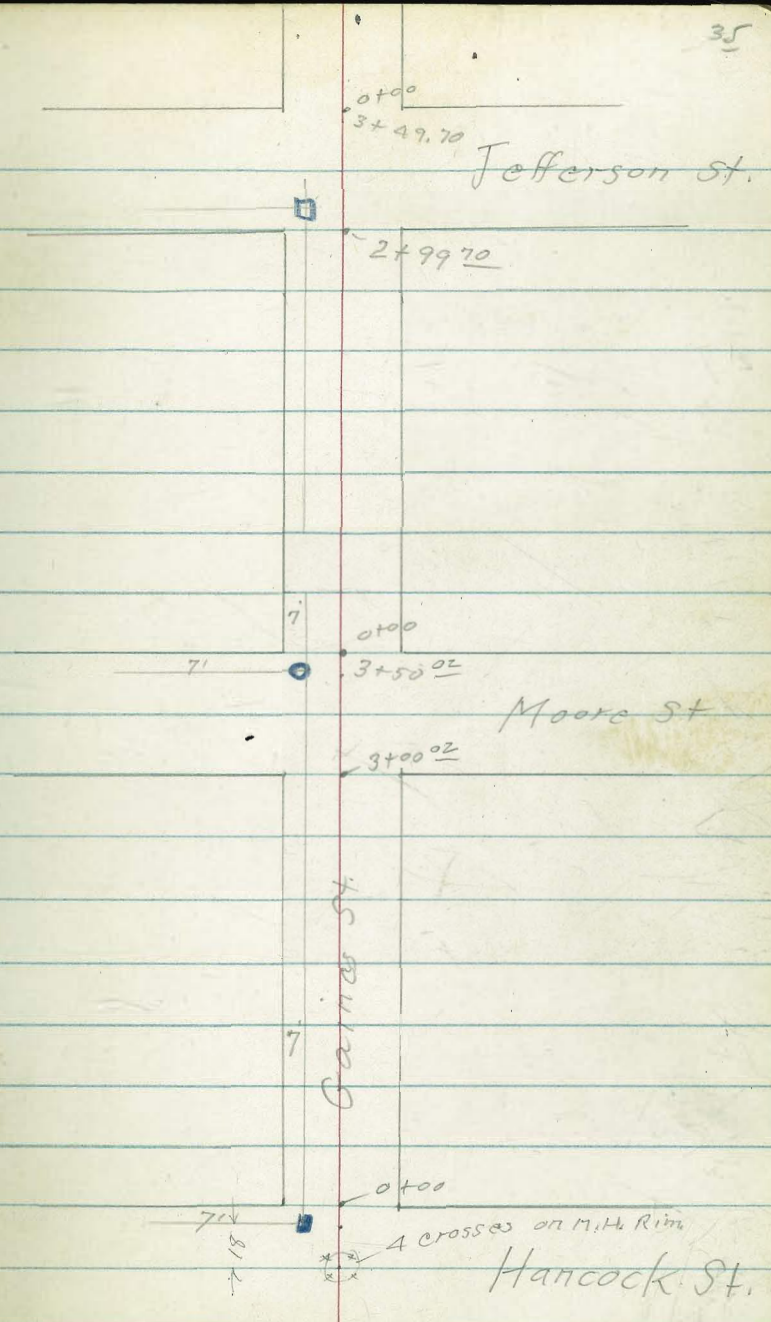 35
0+00
3+49.70
Jefferson St.
2+99 70
7'
0+00
7'
3+50 02
Moore St
3+00 02
Gaines St.
7'
0+00
7'
18
4 crosses on M.H. Rim
Hancock St.